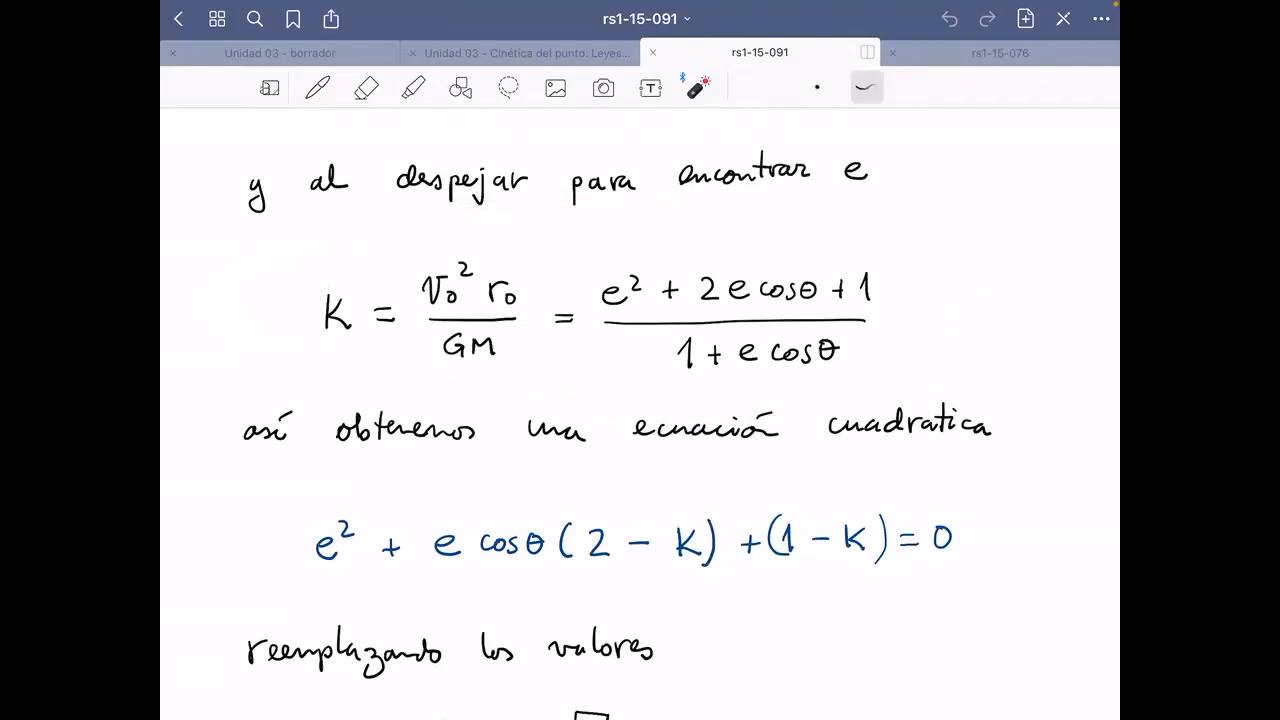 rs1-15-091
Unidad 03 - borrador
Unidad 03 - Cinética del punto: Leyes...
rs1-15-091
rs1-15-076
y al despejar para encontrar e
K = v₀² r₀ / GM = e² + 2 e cosθ + 1 / 1 + e cosθ
así obtenemos una ecuación cuadratica
e² + e cosθ (2 - K) + (1 - K) = 0
reemplazando los valores